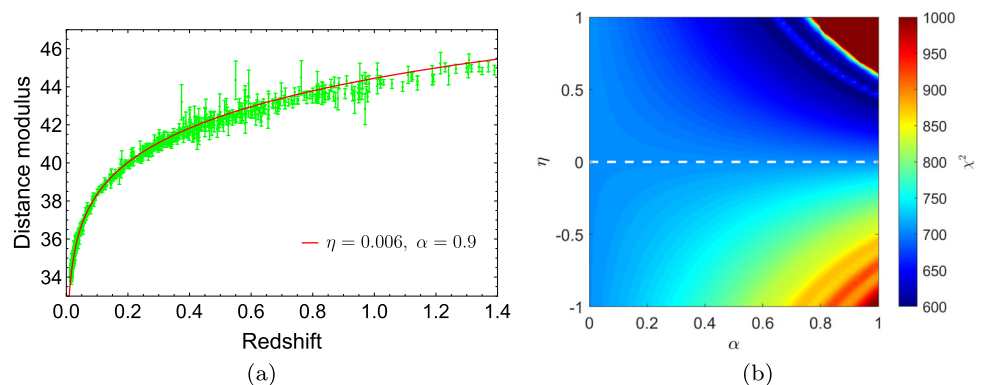 46
44
42
40
38
36
34
Distance modulus
η = 0.006, α = 0.9
0.0 0.2 0.4 0.6 0.8 1.0 1.2 1.4
Redshift
(a)
1
0.5
0
-0.5
-1
η
0 0.2 0.4 0.6 0.8 1
α
1000
950
900
850
800
750
700
650
600
χ²
(b)